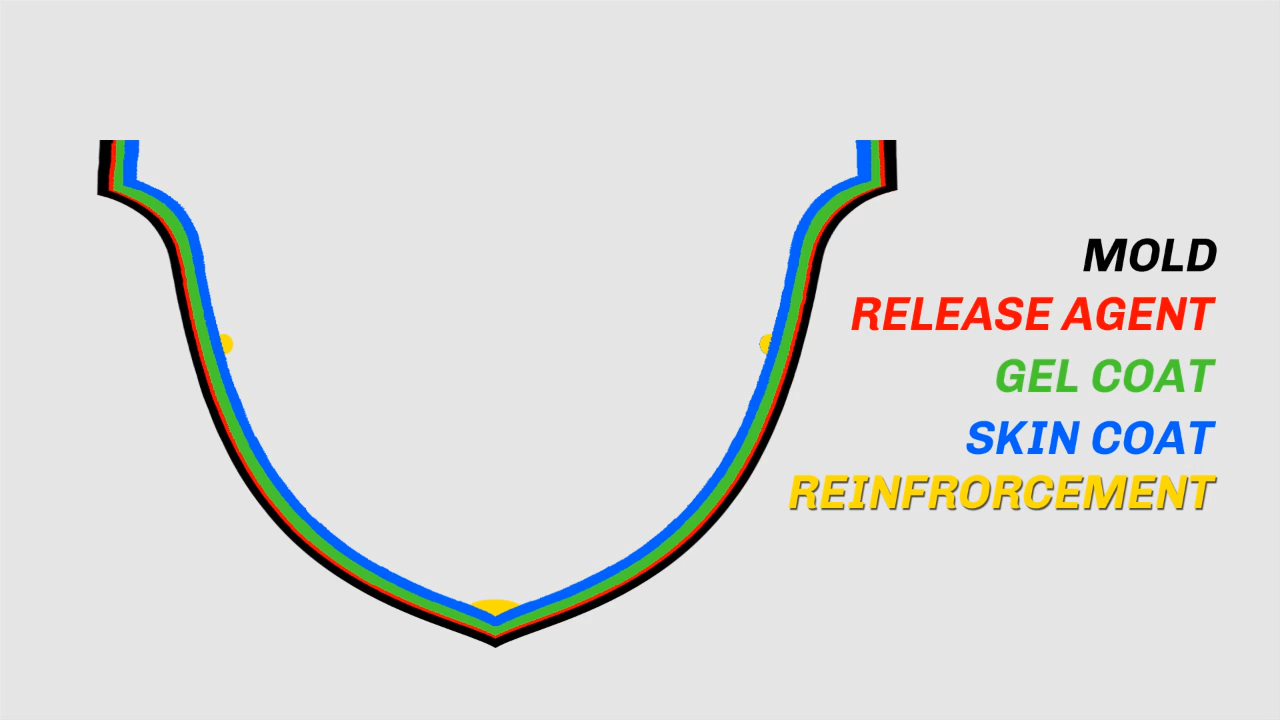 MOLD
RELEASE AGENT
GEL COAT
SKIN COAT
REINFRORCEMENT